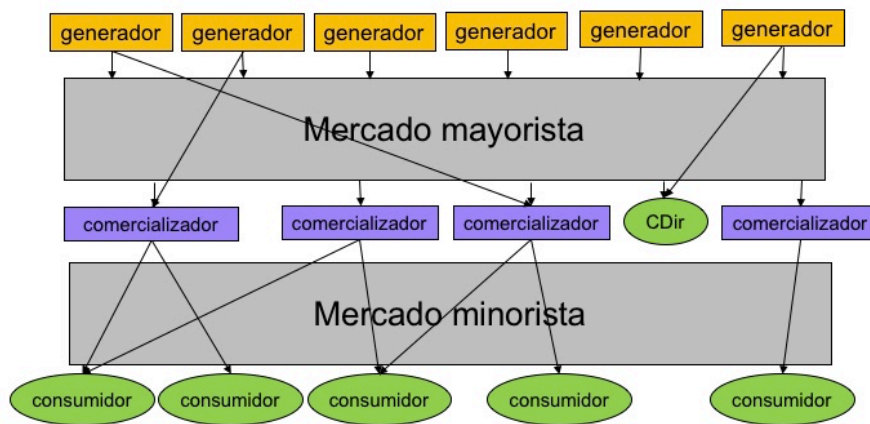 generador
generador
generador
generador
generador
generador
Mercado mayorista
comercializador
comercializador
comercializador
CDir
comercializador
Mercado minorista
consumidor
consumidor
consumidor
consumidor
consumidor